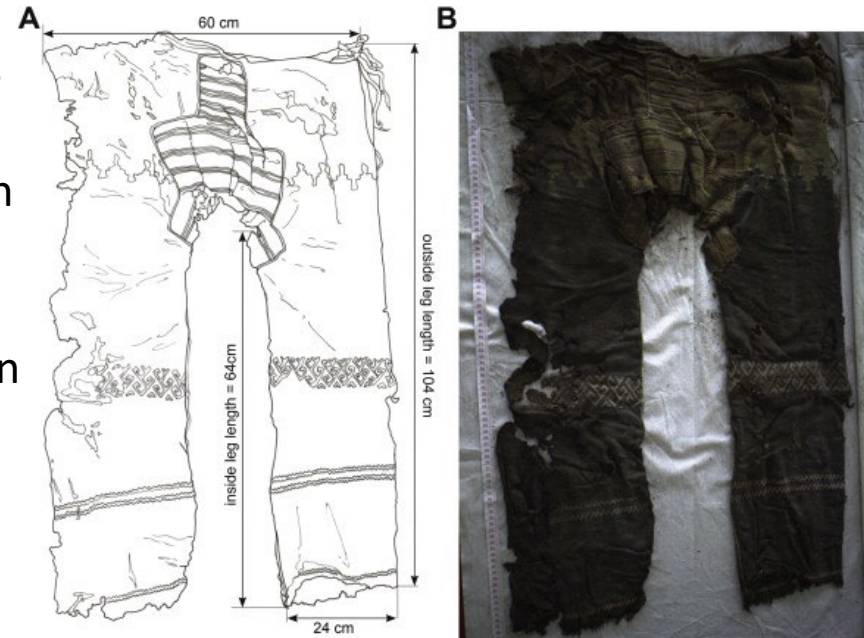 A
60 cm
B
n
n
inside leg length = 64cm
outside leg length = 104 cm
24 cm